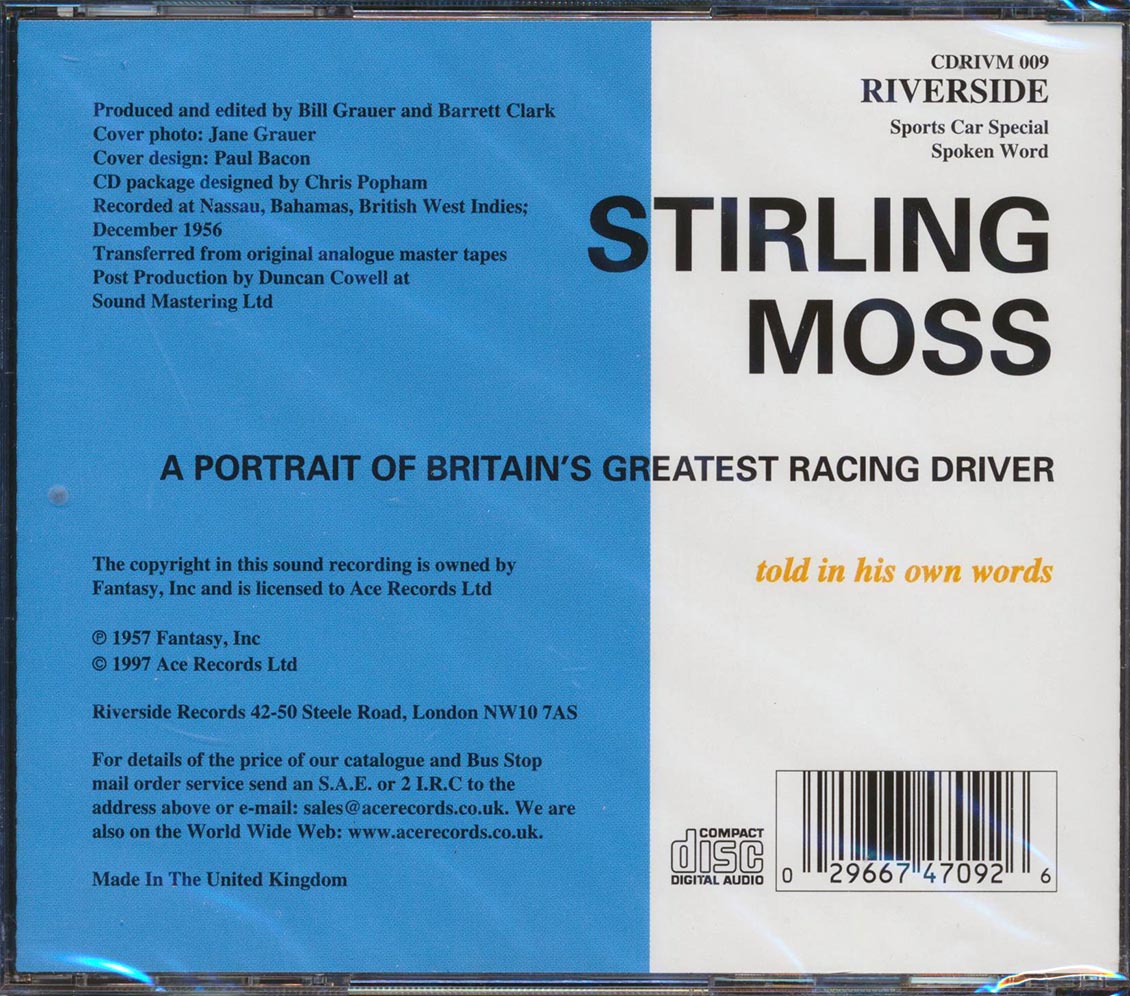 CDRIVM 009
RIVERSIDE
Sports Car Special
Spoken Word
Produced and edited by Bill Grauer and Barrett Clark
Cover photo: Jane Grauer
Cover design: Paul Bacon
CD package designed by Chris Popham
Recorded at Nassau, Bahamas, British West Indies;
December 1956
Transferred from original analogue master tapes
Post Production by Duncan Cowell at
Sound Mastering Ltd
STIRLING
MOSS
A PORTRAIT OF BRITAIN'S GREATEST RACING DRIVER
told in his own words
The copyright in this sound recording is owned by
Fantasy, Inc and is licensed to Ace Records Ltd
℗ 1957 Fantasy, Inc
© 1997 Ace Records Ltd
Riverside Records 42-50 Steele Road, London NW10 7AS
For details of the price of our catalogue and Bus Stop
mail order service send an S.A.E. or 2 I.R.C to the
address above or e-mail: sales@acerecords.co.uk. We are
also on the World Wide Web: www.acerecords.co.uk.
Made In The United Kingdom
COMPACT
disc
DIGITAL AUDIO
0 29667 47092 6